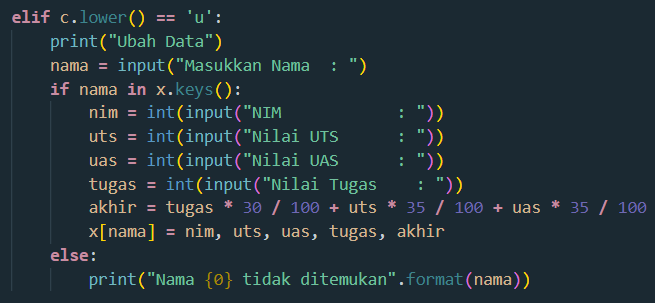 elif c.lower() == 'u':
    print("Ubah Data")
    nama = input("Masukkan Nama  : ")
    if nama in x.keys():
        nim = int(input("NIM            : "))
        uts = int(input("Nilai UTS      : "))
        uas = int(input("Nilai UAS      : "))
        tugas = int(input("Nilai Tugas    : "))
        akhir = tugas * 30 / 100 + uts * 35 / 100 + uas * 35 / 100
        x[nama] = nim, uts, uas, tugas, akhir
    else:
        print("Nama {0} tidak ditemukan".format(nama))